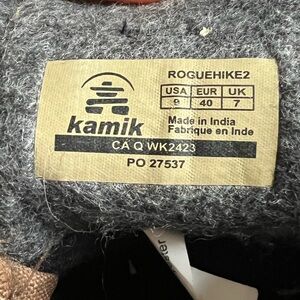 ROGUEHIKE2
USA EUR UK
9 40 7
kamik
Made in India
Fabriqué en Inde
CA Q WK2423
PO 27537